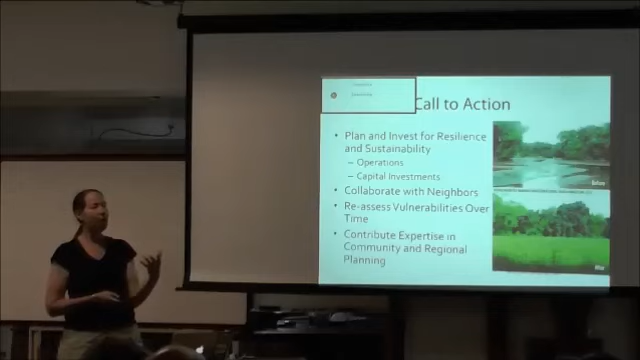 Call to Action
• Plan and Invest for Resilience
and Sustainability
– Operations
– Capital Investments
• Collaborate with Neighbors
• Re-assess Vulnerabilities Over
Time
• Contribute Expertise in
Community and Regional
Planning
Before
After